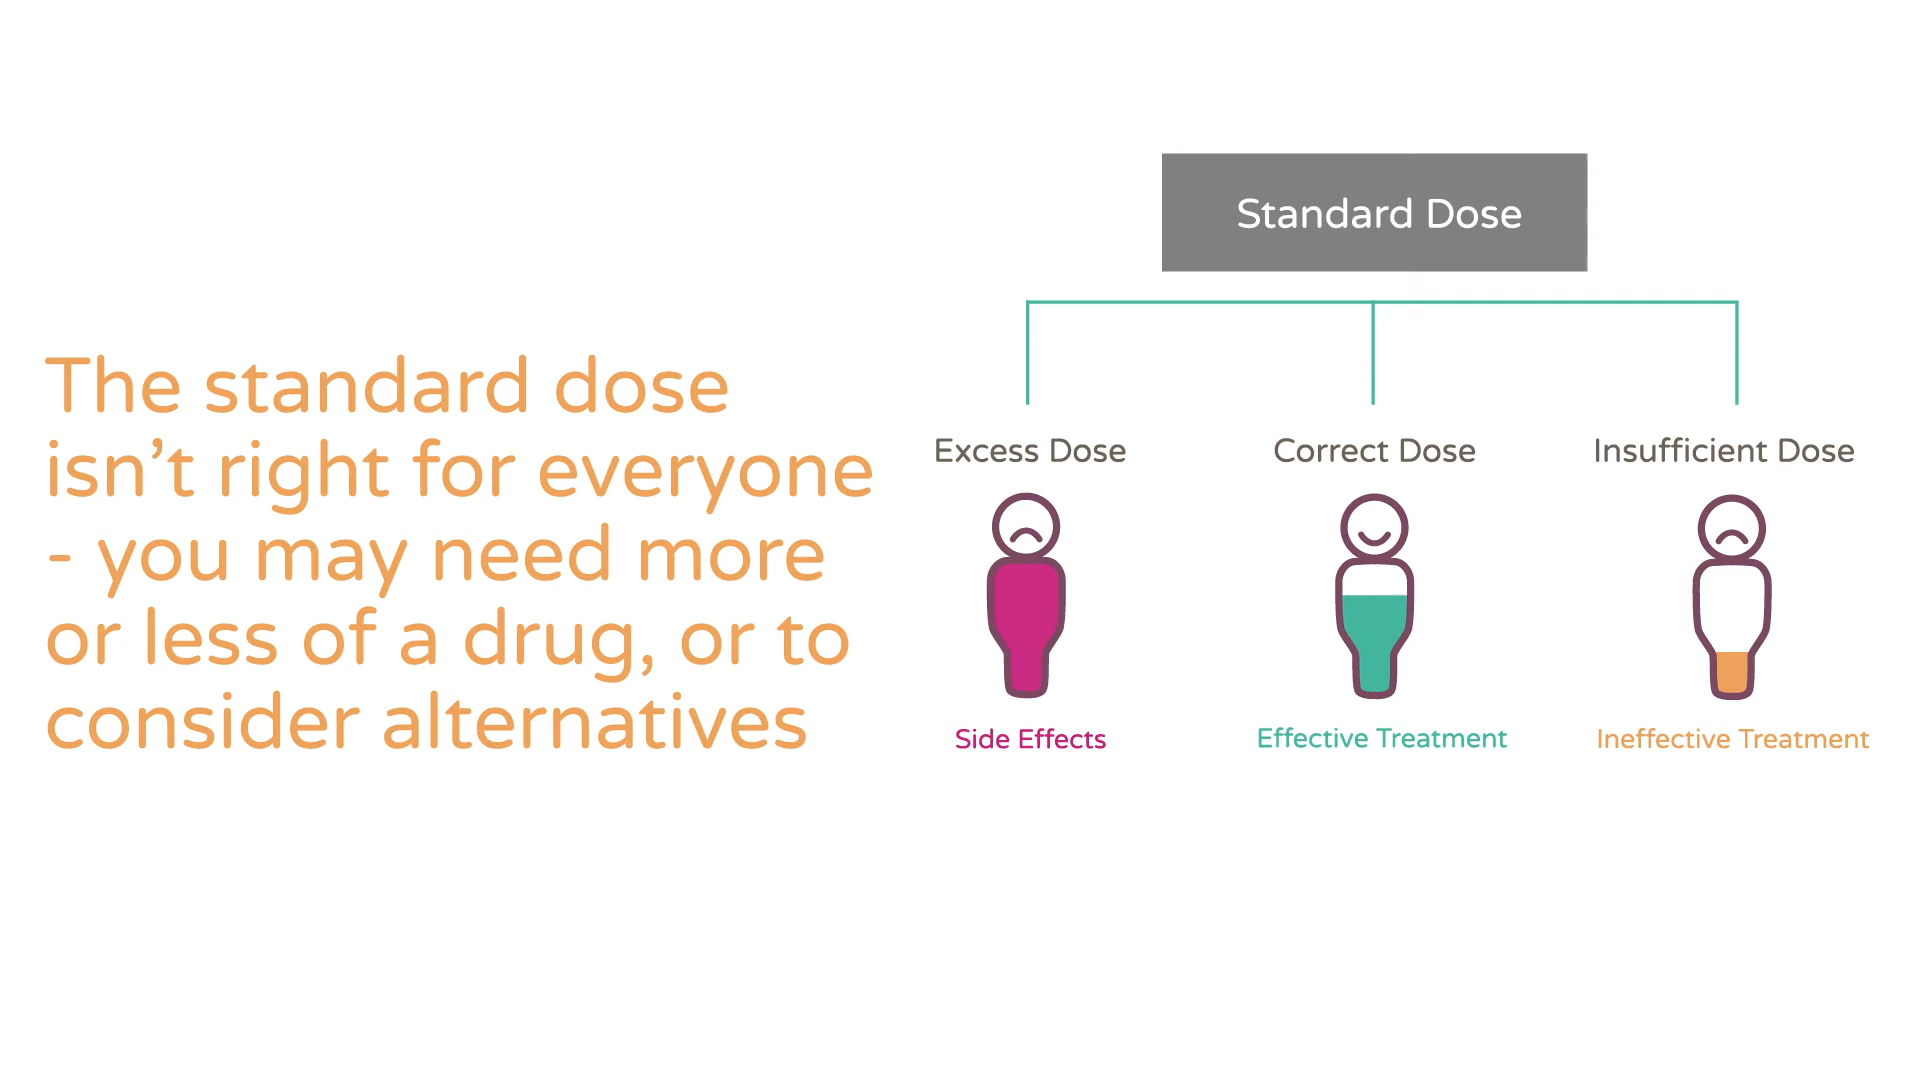 The standard dose
isn’t right for everyone
- you may need more
or less of a drug, or to
consider alternatives
Standard Dose
Excess Dose
Correct Dose
Insufficient Dose
Side Effects
Effective Treatment
Ineffective Treatment